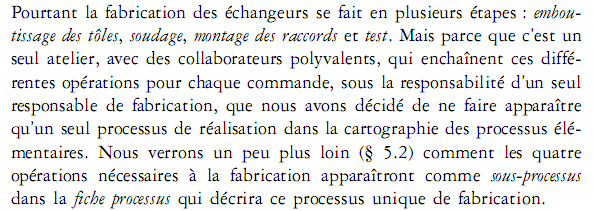 Pourtant la fabrication des échangeurs se fait en plusieurs étapes : embou-
tissage des tôles, soudage, montage des raccords et test. Mais parce que c'est un
seul atelier, avec des collaborateurs polyvalents, qui enchaînent ces diffé-
rentes opérations pour chaque commande, sous la responsabilité d'un seul
responsable de fabrication, que nous avons décidé de ne faire apparaître
qu'un seul processus de réalisation dans la cartographie des processus élé-
mentaires. Nous verrons un peu plus loin (§ 5.2) comment les quatre
opérations nécessaires à la fabrication apparaîtront comme sous-processus
dans la fiche processus qui décrira ce processus unique de fabrication.